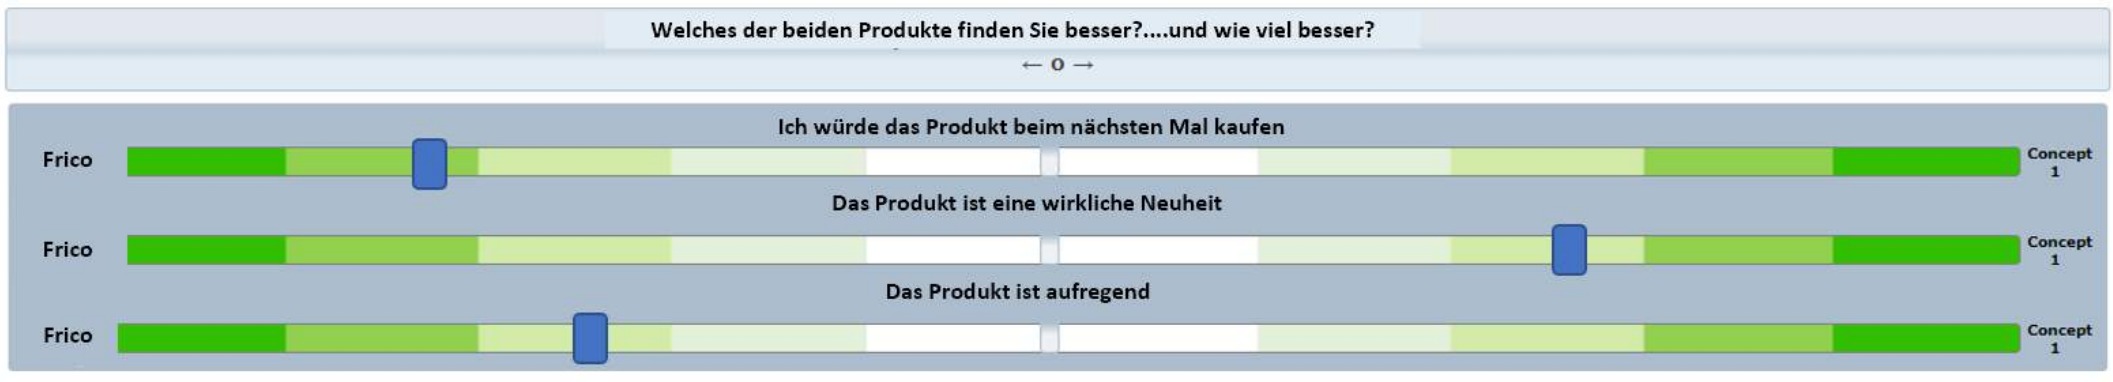 Welches der beiden Produkte finden Sie besser?....und wie viel besser?
← o →
Ich würde das Produkt beim nächsten Mal kaufen
Frico
Concept
1
Das Produkt ist eine wirkliche Neuheit
Frico
Concept
1
Das Produkt ist aufregend
Frico
Concept
1